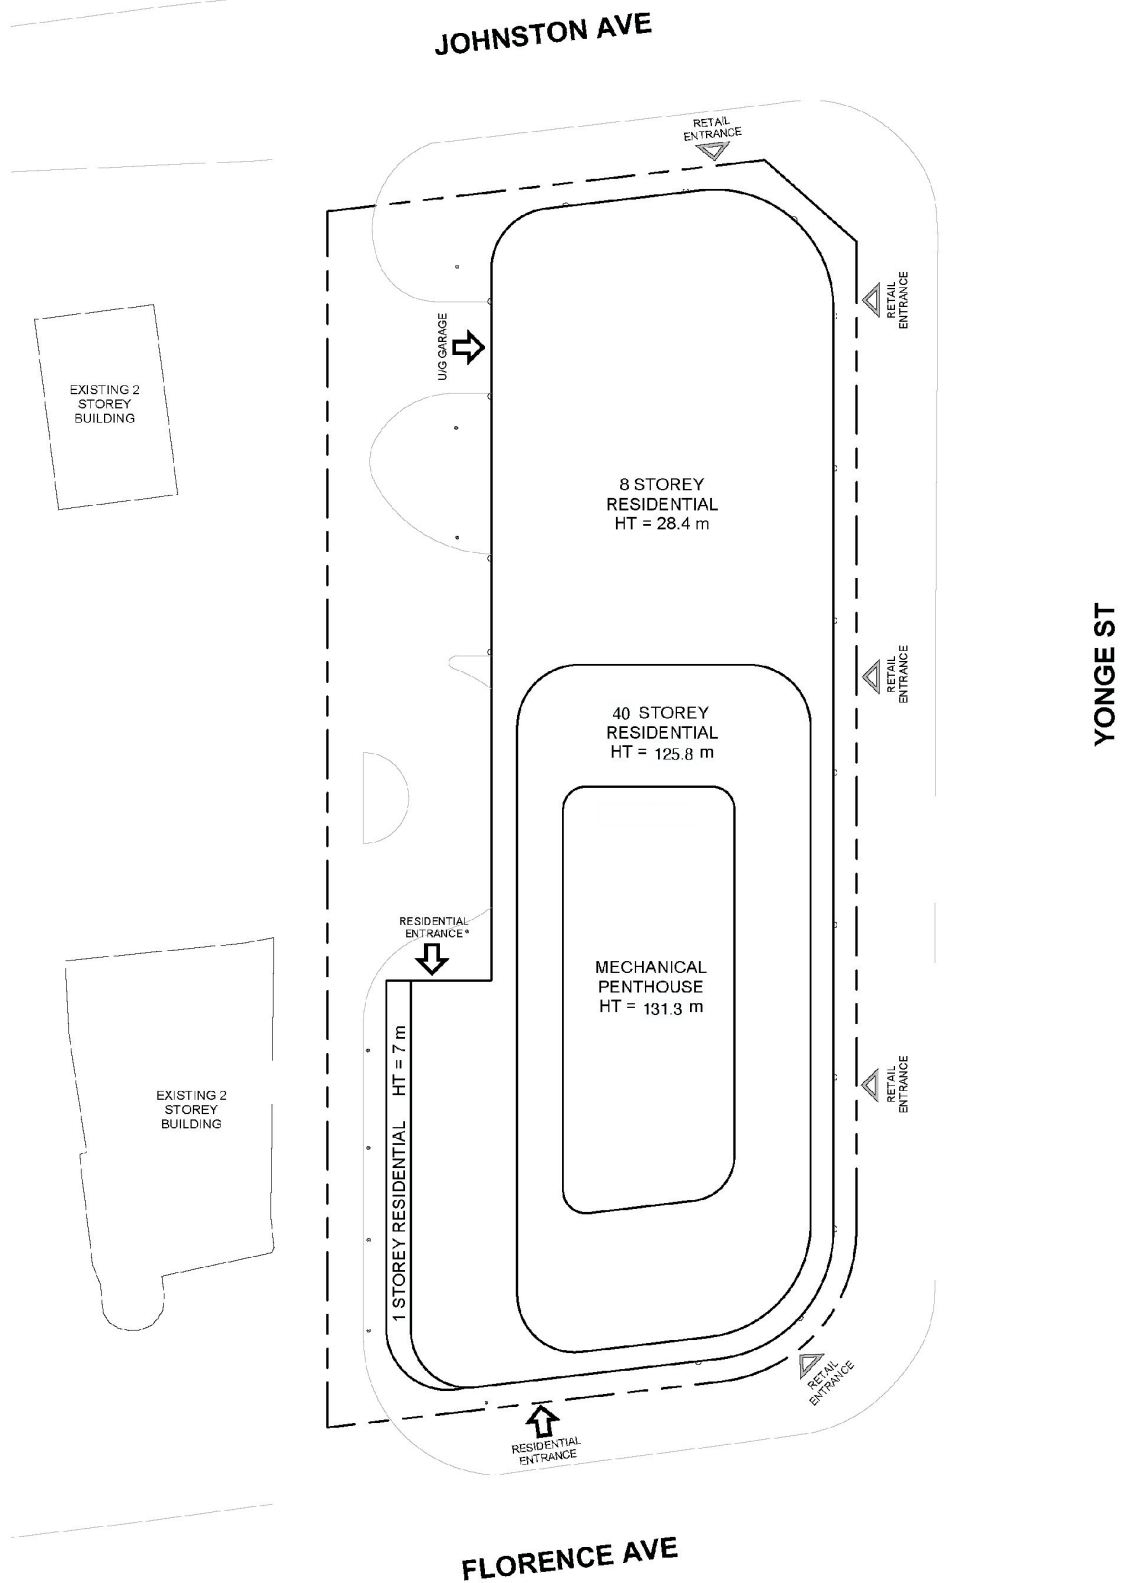 JOHNSTON AVE
RETAIL
ENTRANCE
RETAIL
ENTRANCE
U/G GARAGE
EXISTING 2
STOREY
BUILDING
8 STOREY
RESIDENTIAL
HT = 28.4 m
YONGE ST
RETAIL
ENTRANCE
40 STOREY
RESIDENTIAL
HT = 125.8 m
RESIDENTIAL
ENTRANCE
MECHANICAL
PENTHOUSE
HT = 131.3 m
1 STOREY RESIDENTIAL HT = 7 m
RETAIL
ENTRANCE
EXISTING 2
STOREY
BUILDING
RETAIL
ENTRANCE
RESIDENTIAL
ENTRANCE
FLORENCE AVE